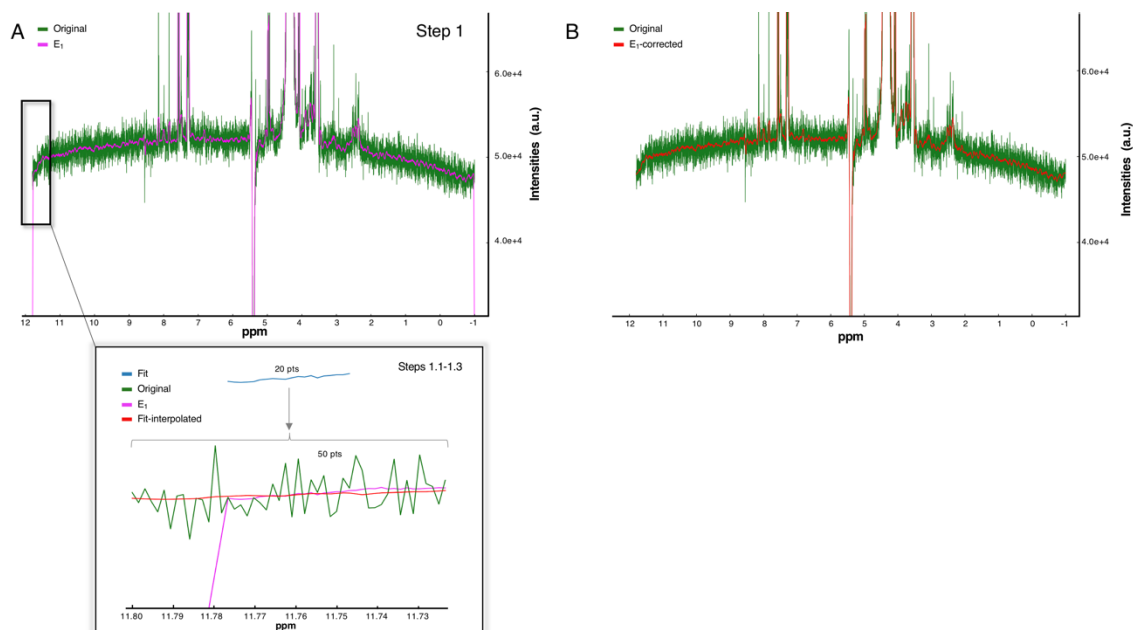 A
Original
E₁
Step 1
6.0e+4
5.0e+4
4.0e+4
Intensities (a.u.)
12 11 10 9 8 7 6 5 4 3 2 1 0 -1
ppm
B
Original
E₁-corrected
6.0e+4
5.0e+4
4.0e+4
Intensities (a.u.)
12 11 10 9 8 7 6 5 4 3 2 1 0 -1
ppm
Steps 1.1-1.3
Fit
Original
E₁
Fit-interpolated
20 pts
50 pts
11.80 11.79 11.78 11.77 11.76 11.75 11.74 11.73
ppm